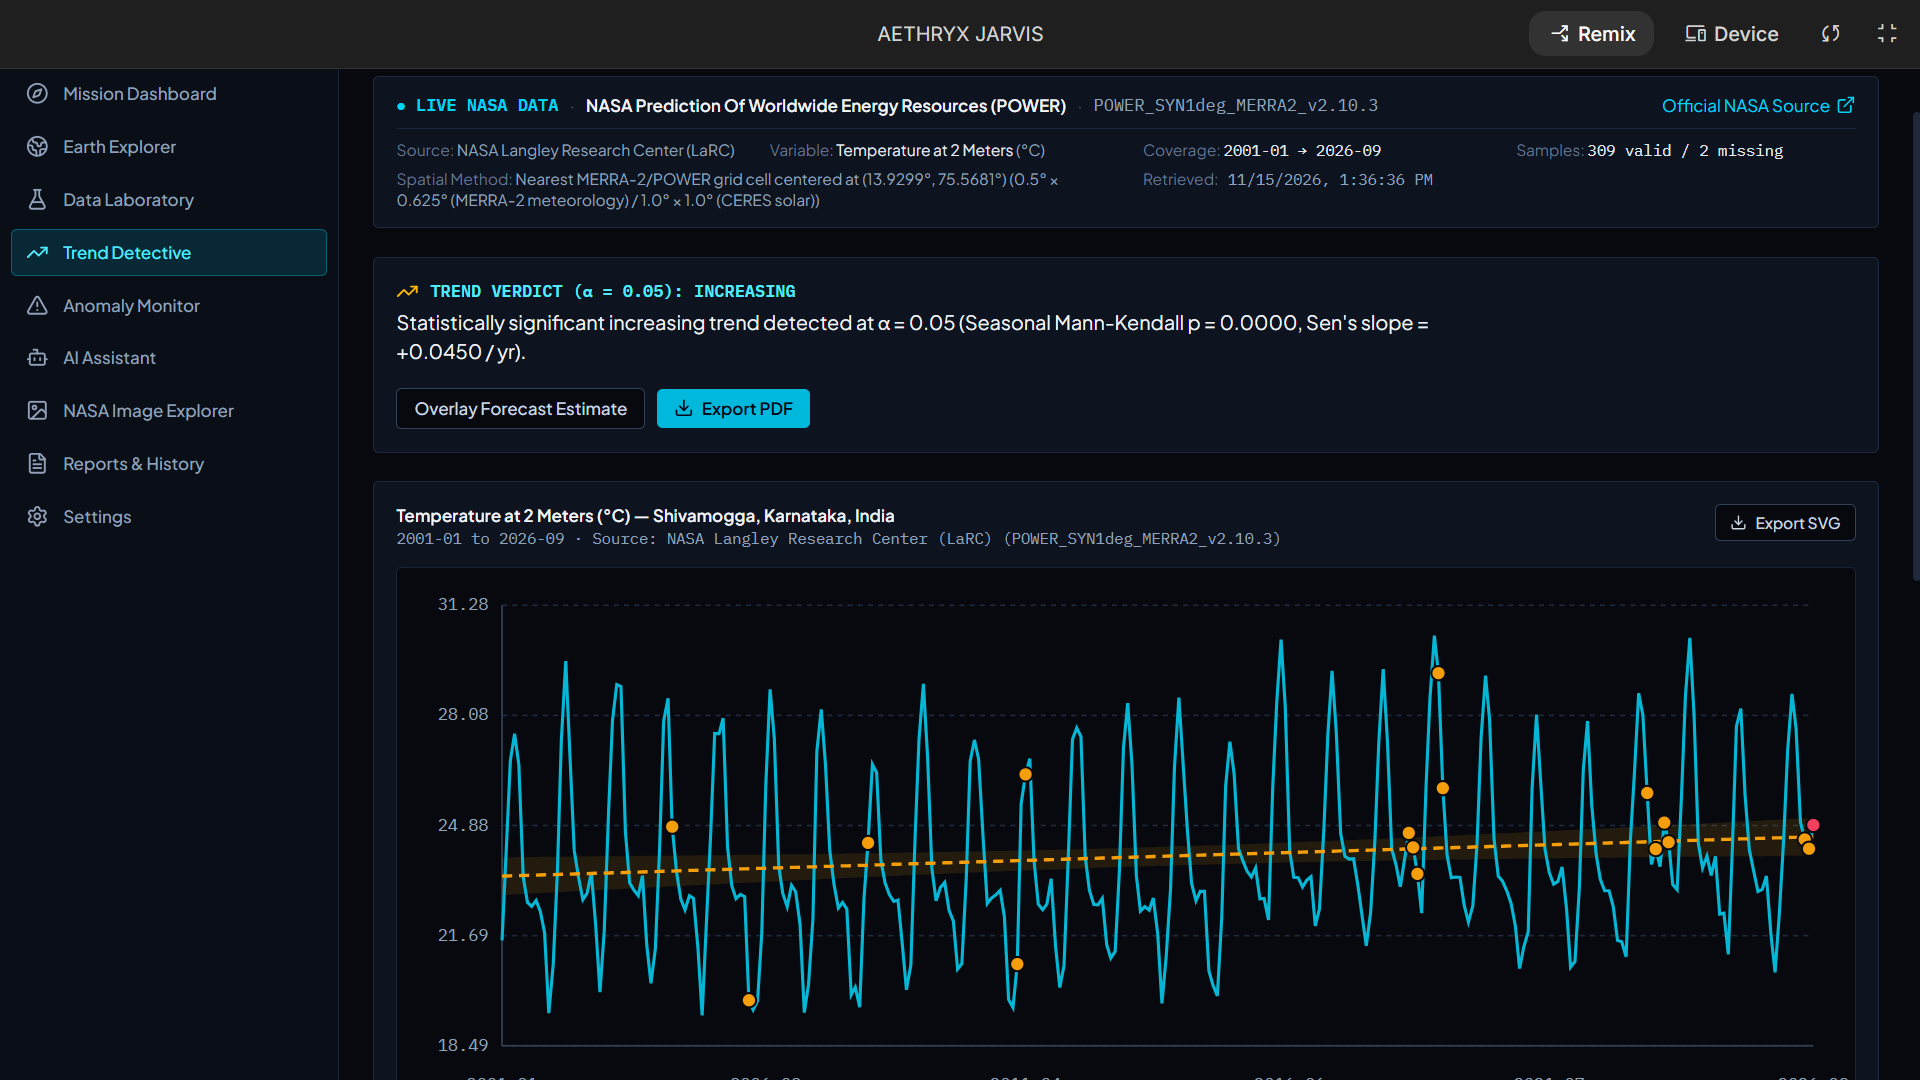 AETHRYX JARVIS
Remix
Device
Mission Dashboard
Earth Explorer
Data Laboratory
Trend Detective
Anomaly Monitor
AI Assistant
NASA Image Explorer
Reports & History
Settings
● LIVE NASA DATA · NASA Prediction Of Worldwide Energy Resources (POWER) · POWER_SYN1deg_MERRA2_v2.10.3
Official NASA Source
Source: NASA Langley Research Center (LaRC)
Variable: Temperature at 2 Meters (°C)
Coverage: 2001-01 → 2026-09
Samples: 309 valid / 2 missing
Spatial Method: Nearest MERRA-2/POWER grid cell centered at (13.9299°, 75.5681°) (0.5° ×
0.625° (MERRA-2 meteorology) / 1.0° × 1.0° (CERES solar))
Retrieved: 11/15/2026, 1:36:36 PM
TREND VERDICT (α = 0.05): INCREASING
Statistically significant increasing trend detected at α = 0.05 (Seasonal Mann-Kendall p = 0.0000, Sen's slope =
+0.0450 / yr).
Overlay Forecast Estimate
Export PDF
Temperature at 2 Meters (°C) — Shivamogga, Karnataka, India
2001-01 to 2026-09 · Source: NASA Langley Research Center (LaRC) (POWER_SYN1deg_MERRA2_v2.10.3)
Export SVG
31.28
28.08
24.88
21.69
18.49